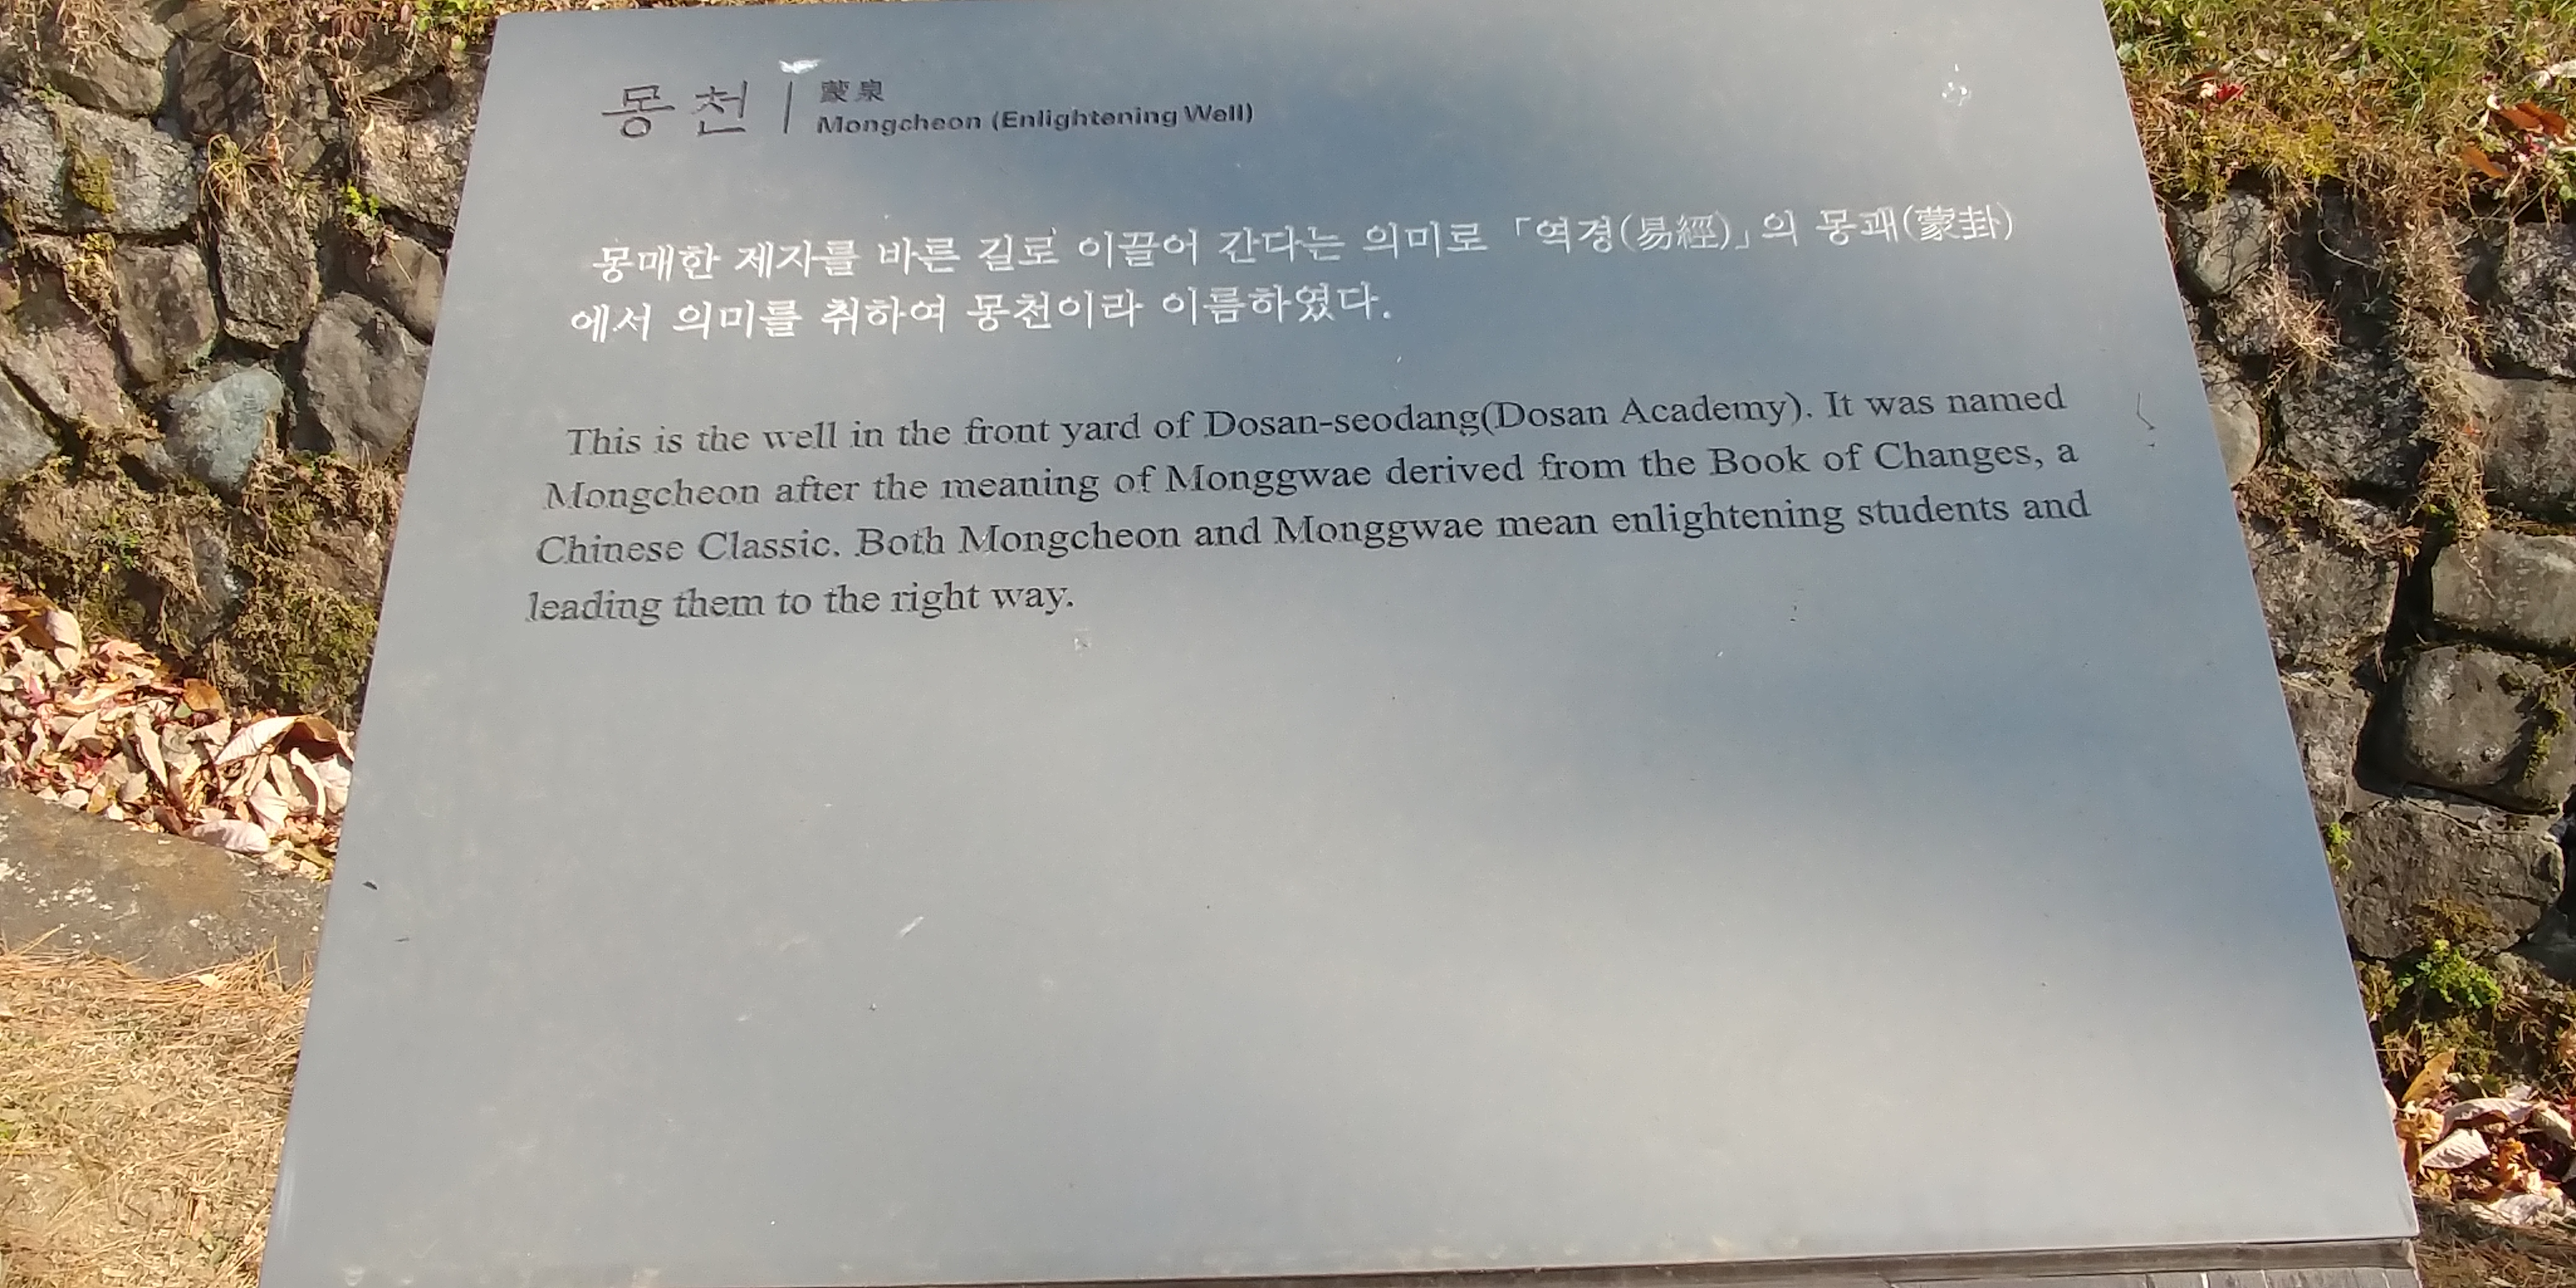 몽천 | 蒙泉
Mongcheon (Enlightening Well)
몽매한 제자를 바른 길로 이끌어 간다는 의미로 「역경(易經)」의 몽괘(蒙卦)
에서 의미를 취하여 몽천이라 이름하였다.
This is the well in the front yard of Dosan-seodang(Dosan Academy). It was named
Mongcheon after the meaning of Monggwae derived from the Book of Changes, a
Chinese Classic. Both Mongcheon and Monggwae mean enlightening students and
leading them to the right way.